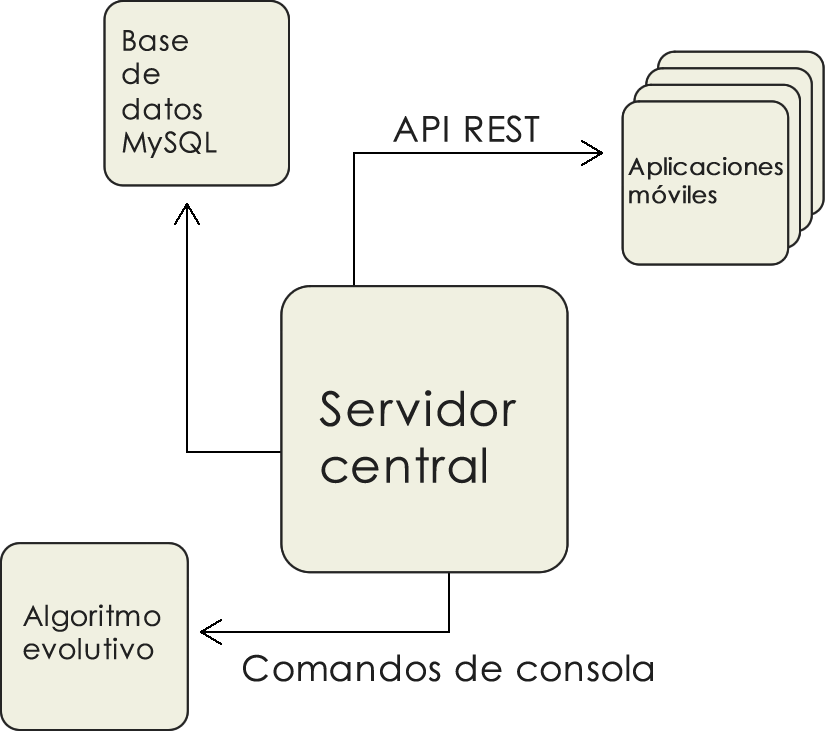 Base
de
datos
MySQL
API REST
Aplicaciones
móviles
Servidor
central
Algoritmo
evolutivo
Comandos de consola